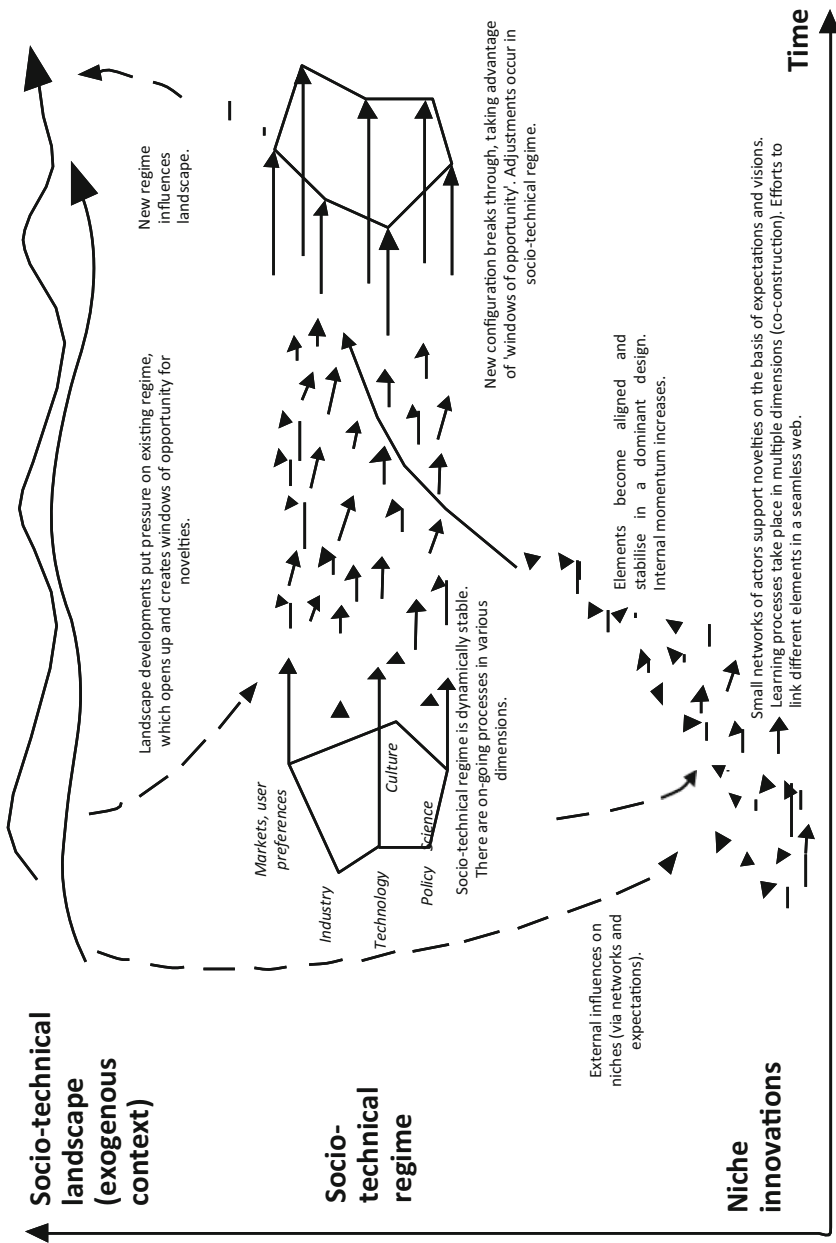 Socio-technical
landscape
(exogenous
context)
Landscape developments put pressure on existing regime,
which opens up and creates windows of opportunity for
novelties.
New regime
influences
landscape.
Socio-
technical
regime
Markets, user
preferences
Industry
Technology
Culture
Policy
Science
Socio-technical regime is dynamically stable.
There are on-going processes in various
dimensions.
New configuration breaks through, taking advantage
of 'windows of opportunity'. Adjustments occur in
socio-technical regime.
External influences on
niches (via networks and
expectations).
Elements become aligned and
stabilise in a dominant design.
Internal momentum increases.
Niche
innovations
Small networks of actors support novelties on the basis of expectations and visions.
Learning processes take place in multiple dimensions (co-construction). Efforts to
link different elements in a seamless web.
Time